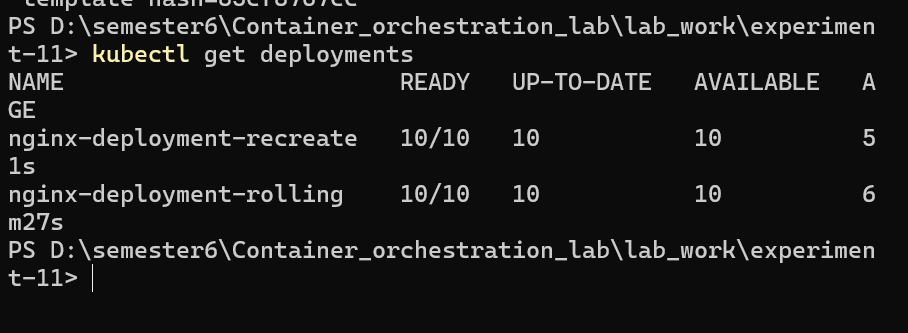 PS D:\semester6\Container_orchestration_lab\lab_work\experimen
t-11> kubectl get deployments
NAME                        READY   UP-TO-DATE   AVAILABLE   A
GE
nginx-deployment-recreate   10/10   10           10          5
1s
nginx-deployment-rolling    10/10   10           10          6
m27s
PS D:\semester6\Container_orchestration_lab\lab_work\experimen
t-11>